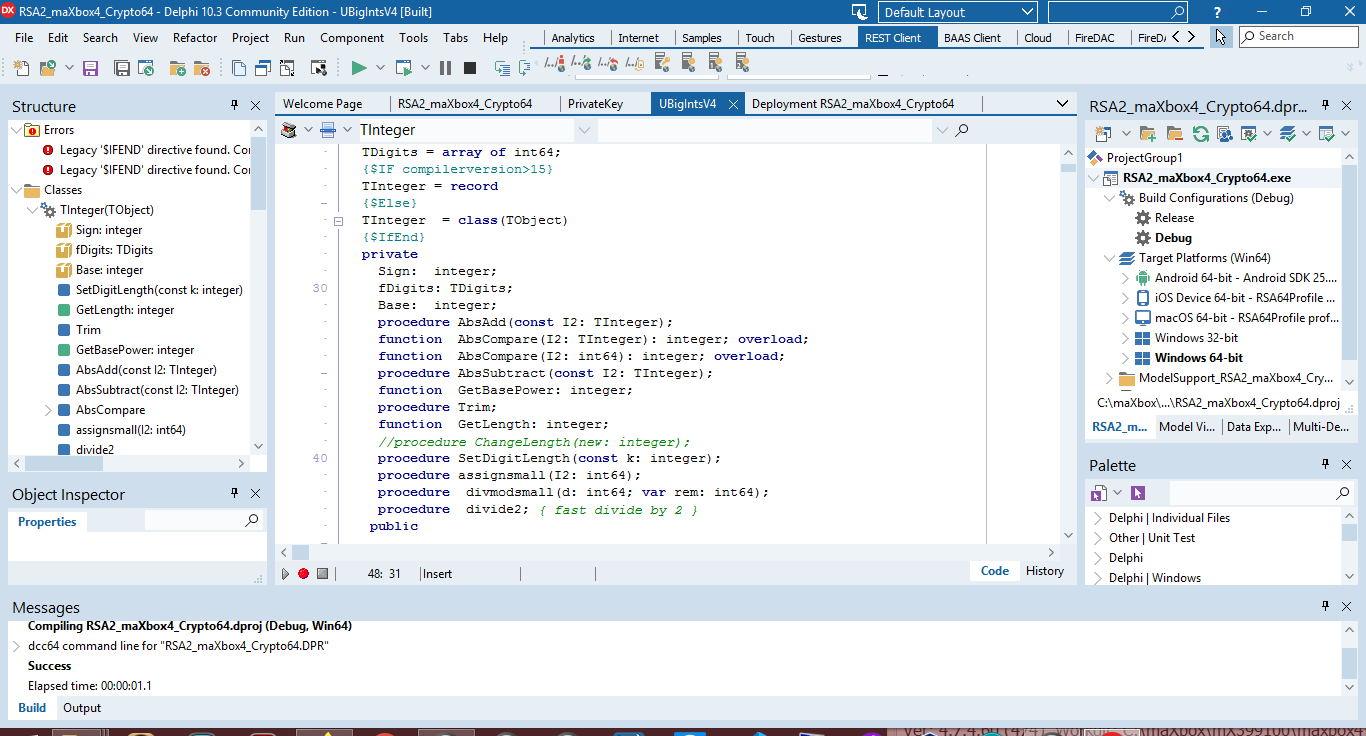 RSA2_maXbox4_Crypto64 - Delphi 10.3 Community Edition - UBigIntsV4 [Built]
Default Layout
File Edit Search View Refactor Project Run Component Tools Tabs Help
Analytics Internet Samples Touch Gestures REST Client BAAS Client Cloud FireDAC FireDA
Search
Structure
Errors
Legacy '$IFEND' directive found. Cor
Legacy '$IFEND' directive found. Cor
Classes
TInteger(TObject)
Sign: integer
fDigits: TDigits
Base: integer
SetDigitLength(const k: integer)
GetLength: integer
Trim
GetBasePower: integer
AbsAdd(const I2: TInteger)
AbsSubtract(const I2: TInteger)
AbsCompare
assignsmall(I2: int64)
divide2
Object Inspector
Properties
Welcome Page RSA2_maXbox4_Crypto64 PrivateKey UBigIntsV4 Deployment RSA2_maXbox4_Crypto64
TInteger
TDigits = array of int64;
{$IF compilerversion>15}
TInteger = record
{$Else}
TInteger  = class(TObject)
{$IfEnd}
private
Sign:  integer;
30 fDigits: TDigits;
Base:  integer;
procedure AbsAdd(const I2: TInteger);
function  AbsCompare(I2: TInteger): integer; overload;
function  AbsCompare(I2: int64): integer; overload;
procedure AbsSubtract(const I2: TInteger);
function  GetBasePower: integer;
procedure Trim;
function  GetLength: integer;
//procedure ChangeLength(new: integer);
40 procedure SetDigitLength(const k: integer);
procedure assignsmall(I2: int64);
procedure  divmodsmall(d: int64; var rem: int64);
procedure  divide2; { fast divide by 2 }
public
48: 31 Insert
Code History
RSA2_maXbox4_Crypto64.dpr...
ProjectGroup1
RSA2_maXbox4_Crypto64.exe
Build Configurations (Debug)
Release
Debug
Target Platforms (Win64)
Android 64-bit - Android SDK 25....
iOS Device 64-bit - RSA64Profile ...
macOS 64-bit - RSA64Profile prof...
Windows 32-bit
Windows 64-bit
ModelSupport_RSA2_maXbox4_Cry...
C:\maXbox\...\RSA2_maXbox4_Crypto64.dproj
RSA2_m... Model Vi... Data Exp... Multi-De...
Palette
Delphi | Individual Files
Other | Unit Test
Delphi
Delphi | Windows
Messages
Compiling RSA2_maXbox4_Crypto64.dproj (Debug, Win64)
dcc64 command line for "RSA2_maXbox4_Crypto64.DPR"
Success
Elapsed time: 00:00:01.1
Build Output